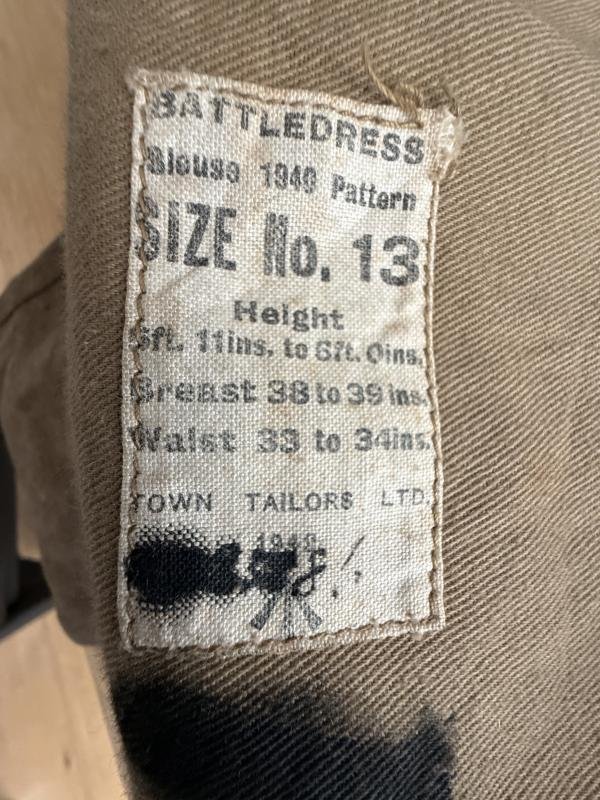 BATTLEDRESS
Blouse 1940 Pattern
SIZE No. 13
Height
5ft. 11ins. to 6ft. 0ins.
Breast 38 to 39 ins.
Waist 33 to 34ins.
TOWN TAILORS LTD.